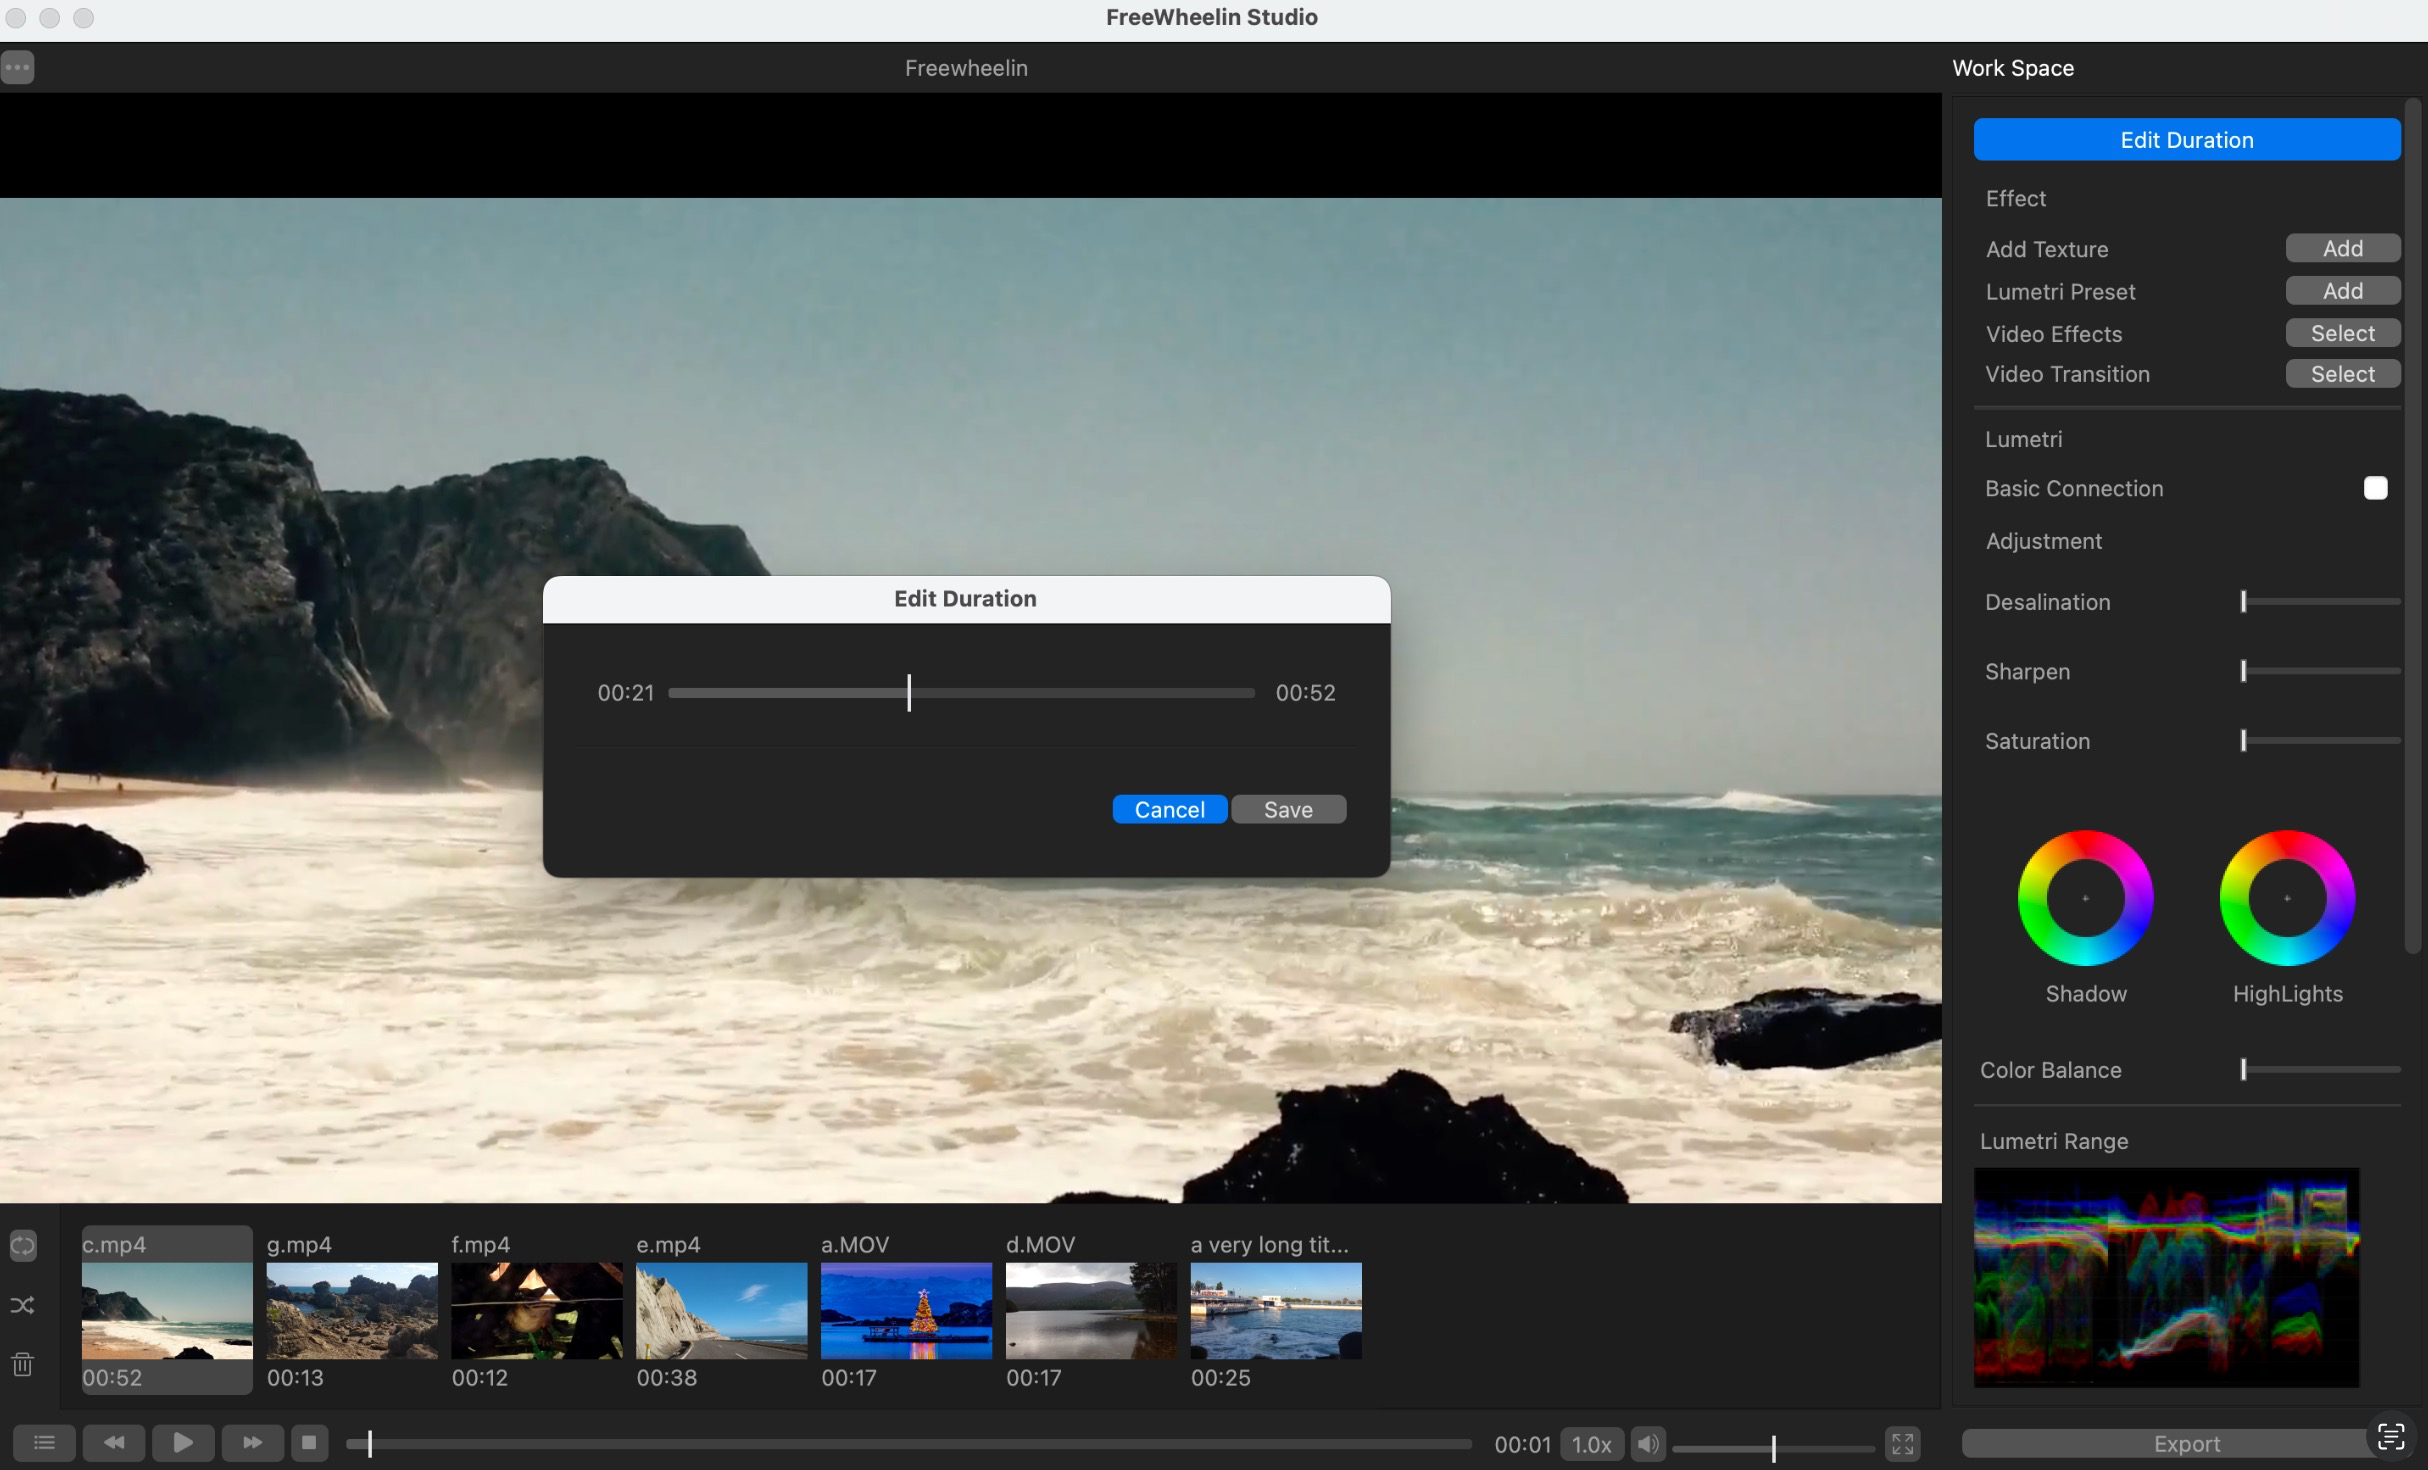 FreeWheelin Studio
Freewheelin
Work Space
Edit Duration
Effect
Add Texture
Add
Lumetri Preset
Add
Video Effects
Select
Video Transition
Select
Lumetri
Basic Connection
Adjustment
Desalination
Sharpen
Saturation
Shadow
HighLights
Color Balance
Lumetri Range
Edit Duration
00:21
00:52
Cancel
Save
c.mp4
g.mp4
f.mp4
e.mp4
a.MOV
d.MOV
a very long tit...
00:52
00:13
00:12
00:38
00:17
00:17
00:25
00:01
1.0x
Export